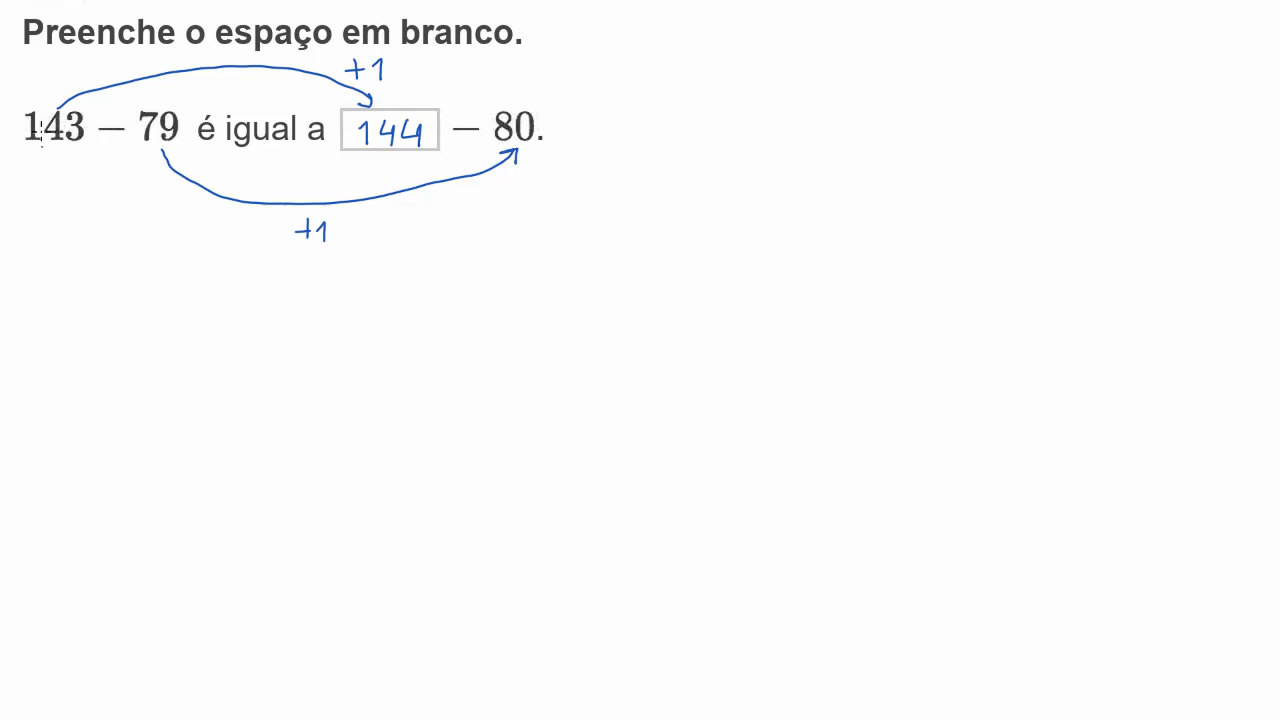 Preenche o espaço em branco.
+1
143 − 79 é igual a 144 − 80.
+1